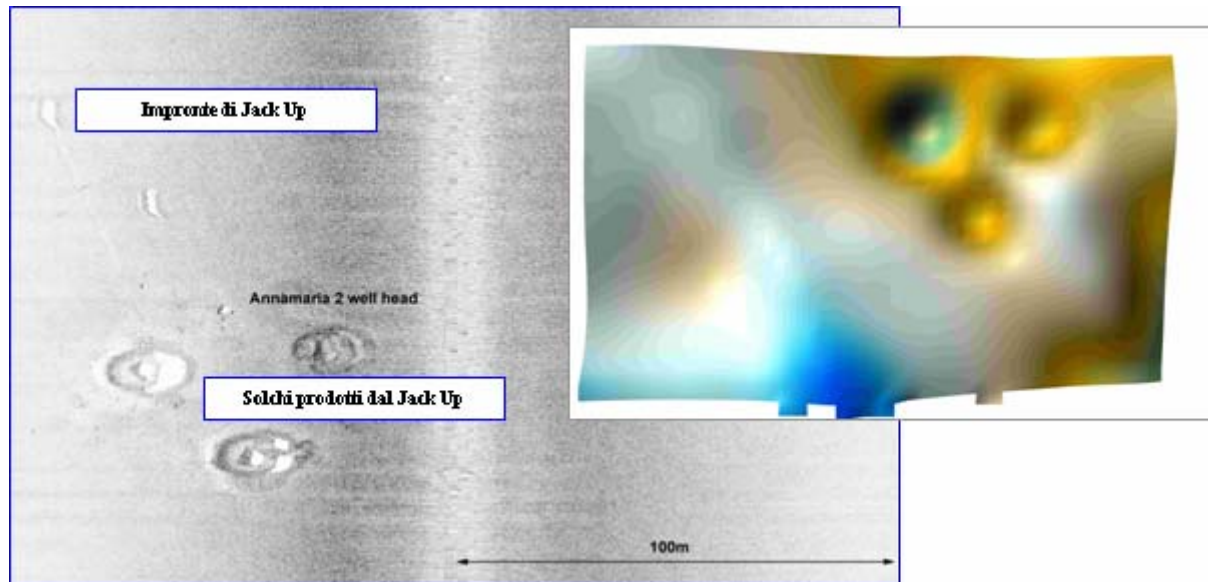 Impronte di Jack Up
Annamaria 2 well head
Solchi prodotti dal Jack Up
100m